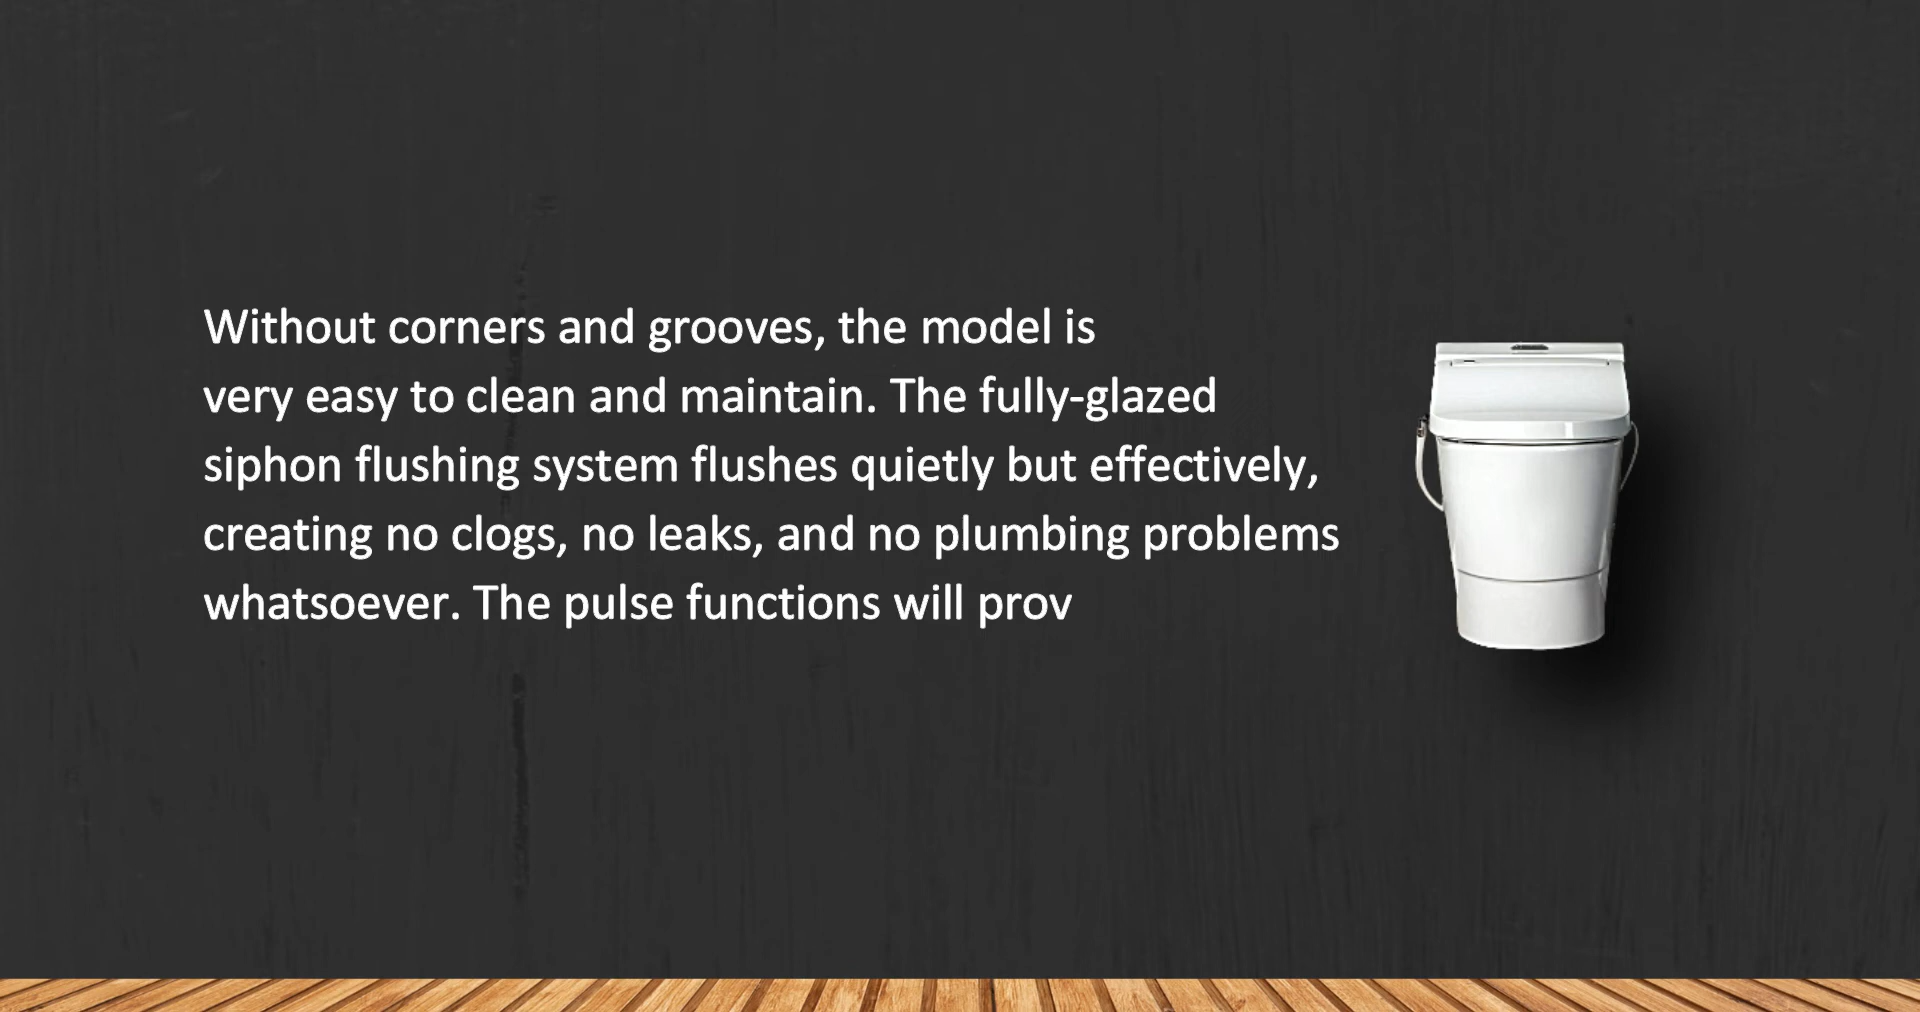 Without corners and grooves, the model is
very easy to clean and maintain. The fully-glazed
siphon flushing system flushes quietly but effectively,
creating no clogs, no leaks, and no plumbing problems
whatsoever. The pulse functions will prov